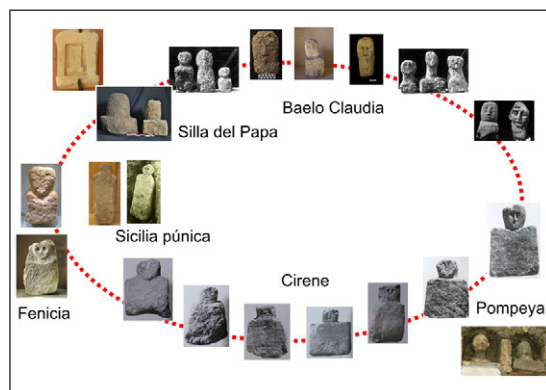 Baelo Claudia
Silla del Papa
Sicilia púnica
Cirene
Fenicia
Pompeya